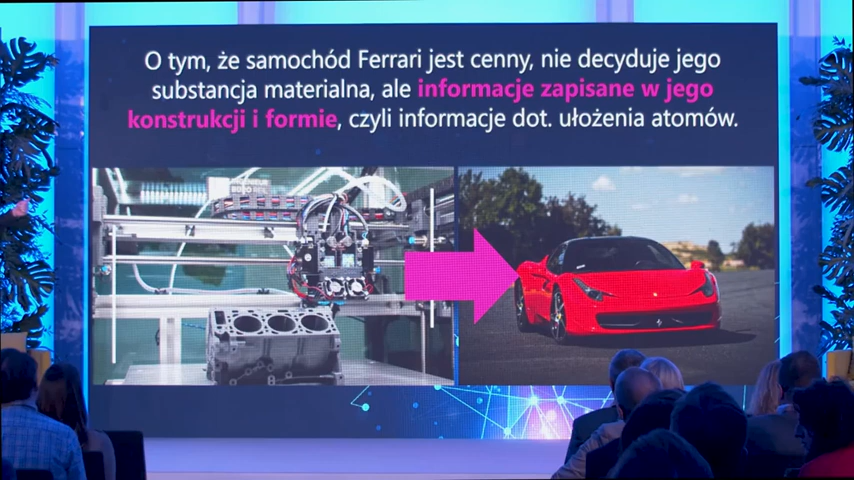 O tym, że samochód Ferrari jest cenny, nie decyduje jego
substancja materialna, ale informacje zapisane w jego
konstrukcji i formie, czyli informacje dot. ułożenia atomów.